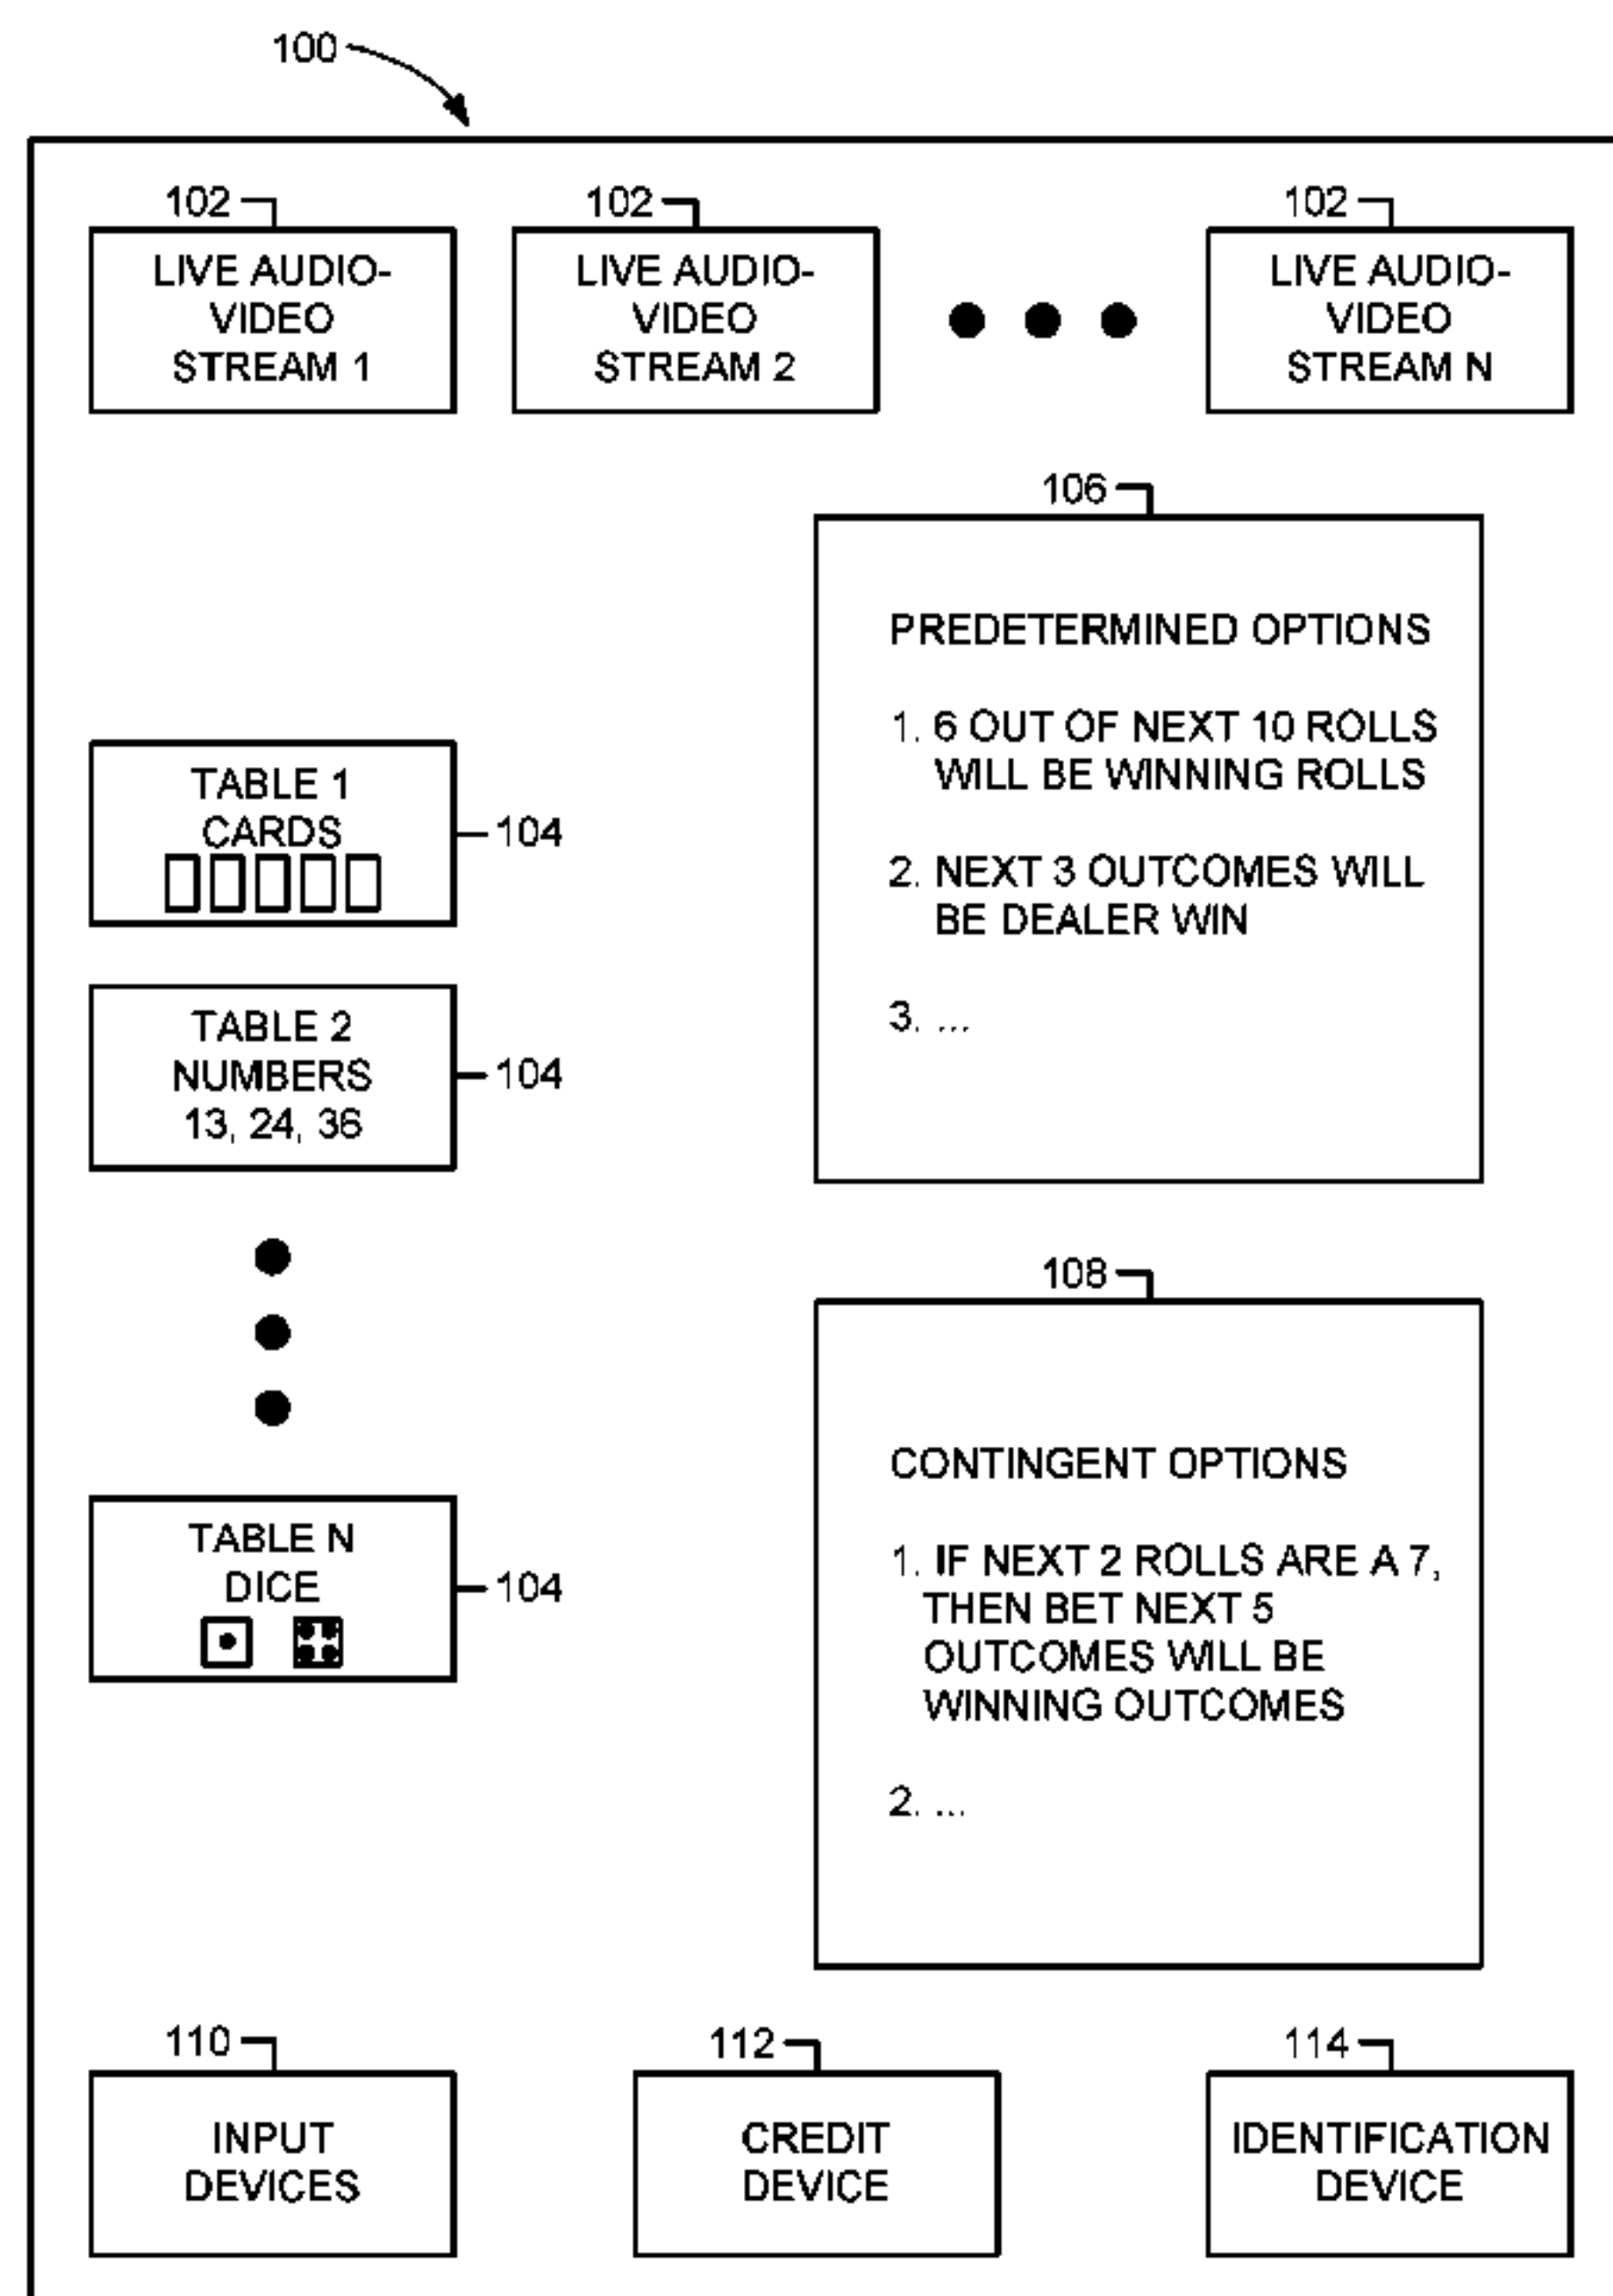 100
102
LIVE AUDIO-
VIDEO
STREAM 1
102
LIVE AUDIO-
VIDEO
STREAM 2
102
LIVE AUDIO-
VIDEO
STREAM N
TABLE 1
CARDS
104
TABLE 2
NUMBERS
13, 24, 36
104
TABLE N
DICE
104
106
PREDETERMINED OPTIONS
1. 6 OUT OF NEXT 10 ROLLS
WILL BE WINNING ROLLS
2. NEXT 3 OUTCOMES WILL
BE DEALER WIN
3. ...
108
CONTINGENT OPTIONS
1. IF NEXT 2 ROLLS ARE A 7,
THEN BET NEXT 5
OUTCOMES WILL BE
WINNING OUTCOMES
2. ...
110
INPUT
DEVICES
112
CREDIT
DEVICE
114
IDENTIFICATION
DEVICE